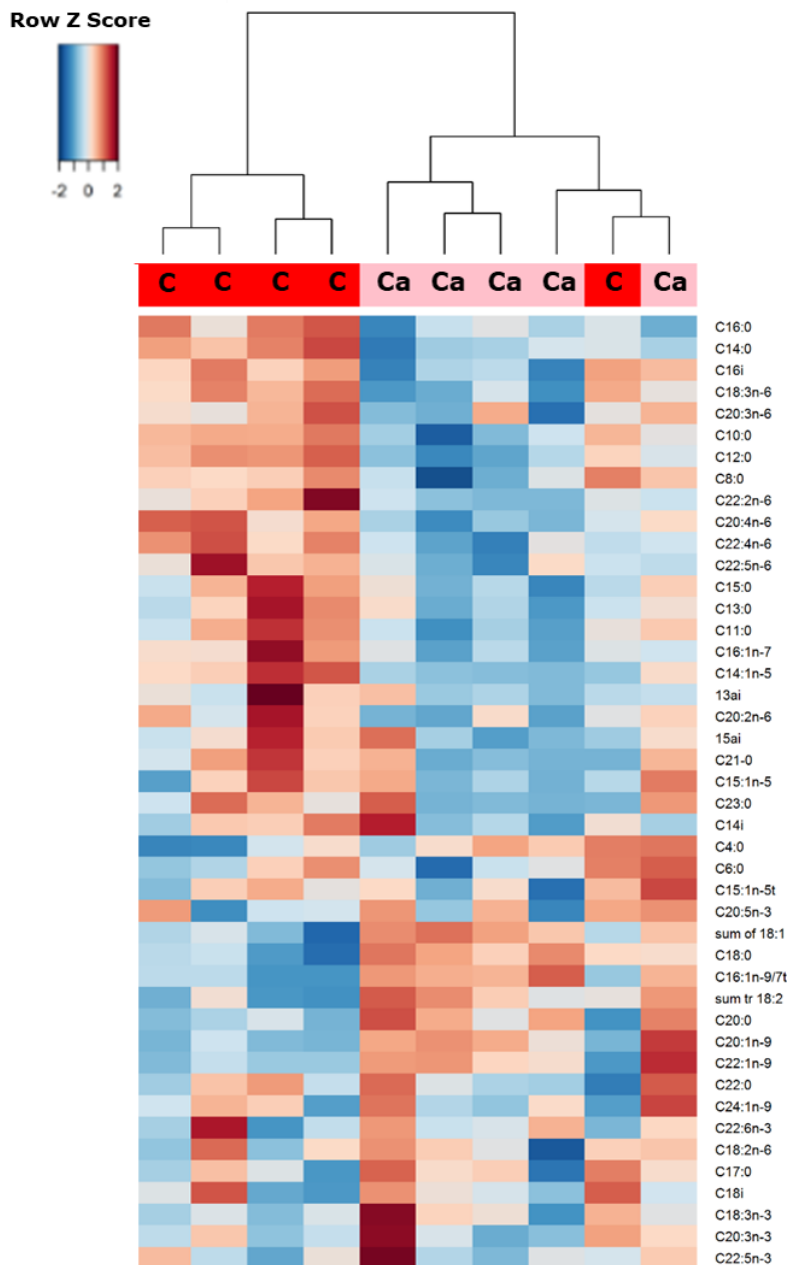 Row Z Score
-2 0 2
C C C C Ca Ca Ca Ca C Ca
C16:0
C14:0
C16i
C18:3n-6
C20:3n-6
C10:0
C12:0
C8:0
C22:2n-6
C20:4n-6
C22:4n-6
C22:5n-6
C15:0
C13:0
C11:0
C16:1n-7
C14:1n-5
13ai
C20:2n-6
15ai
C21-0
C15:1n-5
C23:0
C14i
C4:0
C6:0
C15:1n-5t
C20:5n-3
sum of 18:1
C18:0
C16:1n-9/7t
sum tr 18:2
C20:0
C20:1n-9
C22:1n-9
C22:0
C24:1n-9
C22:6n-3
C18:2n-6
C17:0
C18i
C18:3n-3
C20:3n-3
C22:5n-3